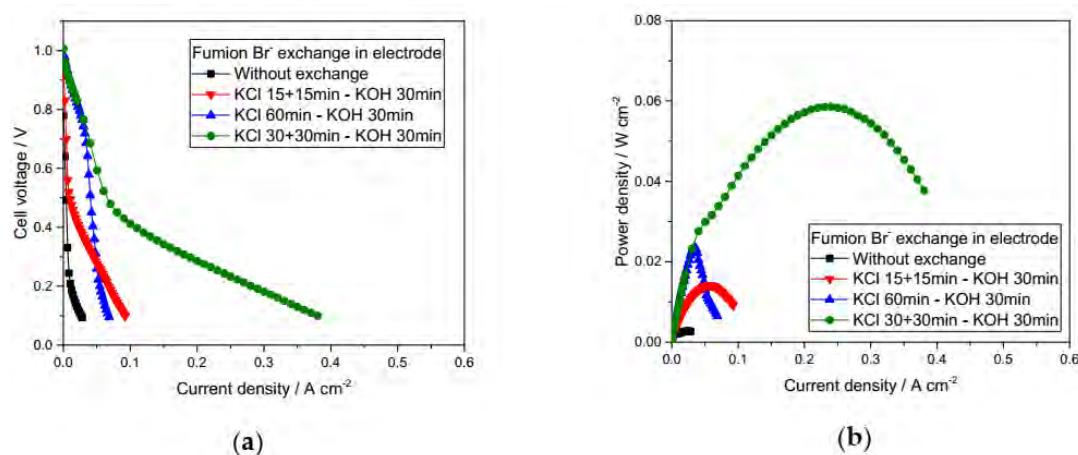 Fumion Br⁻ exchange in electrode
Without exchange
KCl 15+15min - KOH 30min
KCl 60min - KOH 30min
KCl 30+30min - KOH 30min
1.0
0.8
0.6
0.4
0.2
0.0
Cell voltage / V
0.0 0.1 0.2 0.3 0.4 0.5 0.6
Current density / A cm⁻²
(a)
0.08
0.06
0.04
0.02
0.00
Power density / W cm⁻²
Fumion Br⁻ exchange in electrode
Without exchange
KCl 15+15min - KOH 30min
KCl 60min - KOH 30min
KCl 30+30min - KOH 30min
0.0 0.1 0.2 0.3 0.4 0.5 0.6
Current density / A cm⁻²
(b)